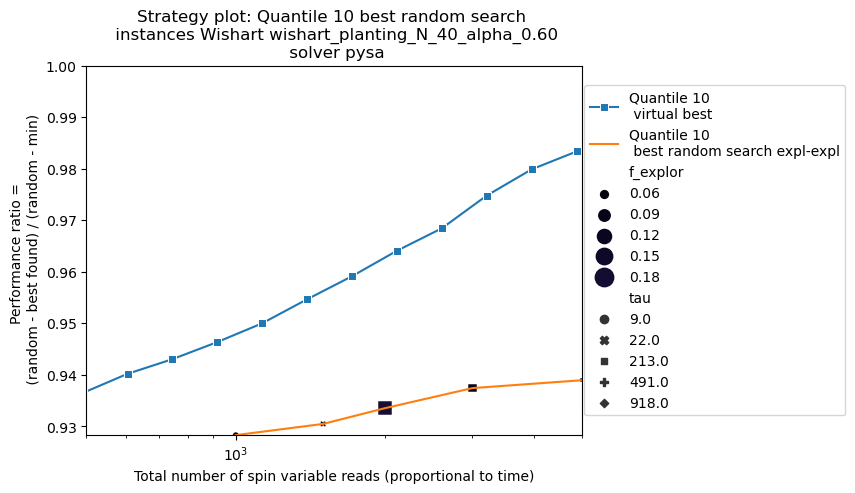 Strategy plot: Quantile 10 best random search
instances Wishart wishart_planting_N_40_alpha_0.60
solver pysa
1.00
0.99
0.98
0.97
0.96
0.95
0.94
0.93
Performance ratio =
(random - best found) / (random - min)
10^3
Total number of spin variable reads (proportional to time)
Quantile 10
virtual best
Quantile 10
best random search expl-expl
f_explor
0.06
0.09
0.12
0.15
0.18
tau
9.0
22.0
213.0
491.0
918.0